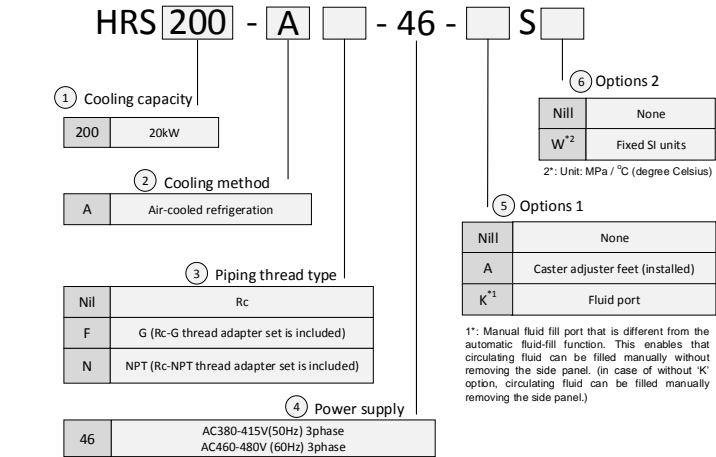 HRS 200 - A - 46 - S
① Cooling capacity
200 20kW
② Cooling method
A Air-cooled refrigeration
③ Piping thread type
Nil Rc
F G (Rc-G thread adapter set is included)
N NPT (Rc-NPT thread adapter set is included)
④ Power supply
46 AC380-415V(50Hz) 3phase
AC460-480V (60Hz) 3phase
⑥ Options 2
Nill None
W*2 Fixed SI units
2*: Unit: MPa / °C (degree Celsius)
⑤ Options 1
Nill None
A Caster adjuster feet (installed)
K*1 Fluid port
1*: Manual fluid fill port that is different from the
automatic fluid-fill function. This enables that
circulating fluid can be filled manually without
removing the side panel. (in case of without ‘K’
option, circulating fluid can be filled manually
removing the side panel.)